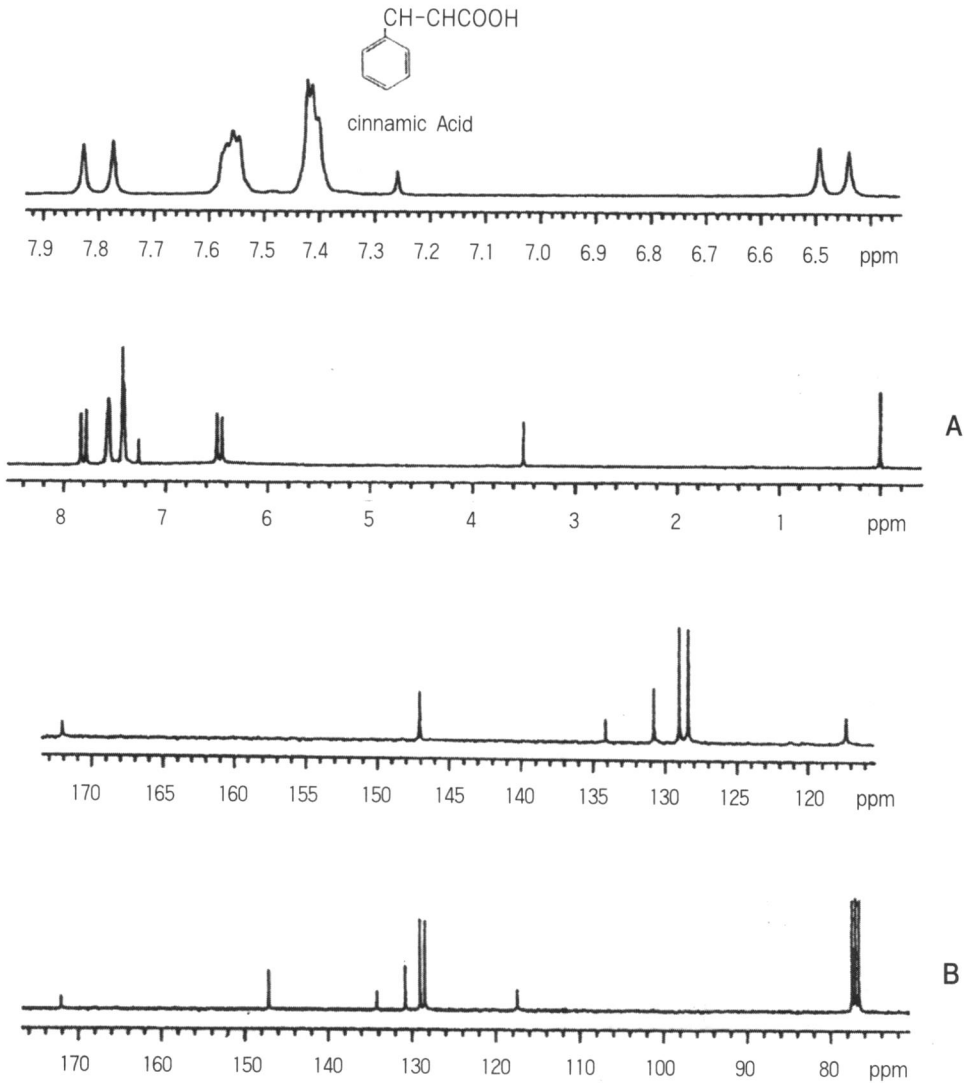 CH-CHCOOH
cinnamic Acid
7.9 7.8 7.7 7.6 7.5 7.4 7.3 7.2 7.1 7.0 6.9 6.8 6.7 6.6 6.5 ppm
A
8 7 6 5 4 3 2 1 ppm
170 165 160 155 150 145 140 135 130 125 120 ppm
B
170 160 150 140 130 120 110 100 90 80 ppm